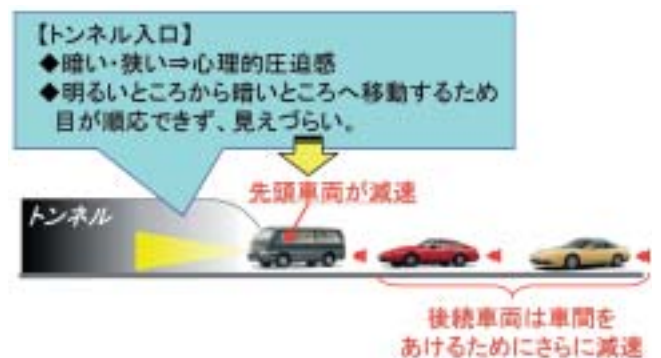 【トンネル入口】
◆暗い・狭い⇒心理的圧迫感
◆明るいところから暗いところへ移動するため
目が順応できず、見えづらい。
先頭車両が減速
トンネル
後続車両は車間を
あけるためにさらに減速